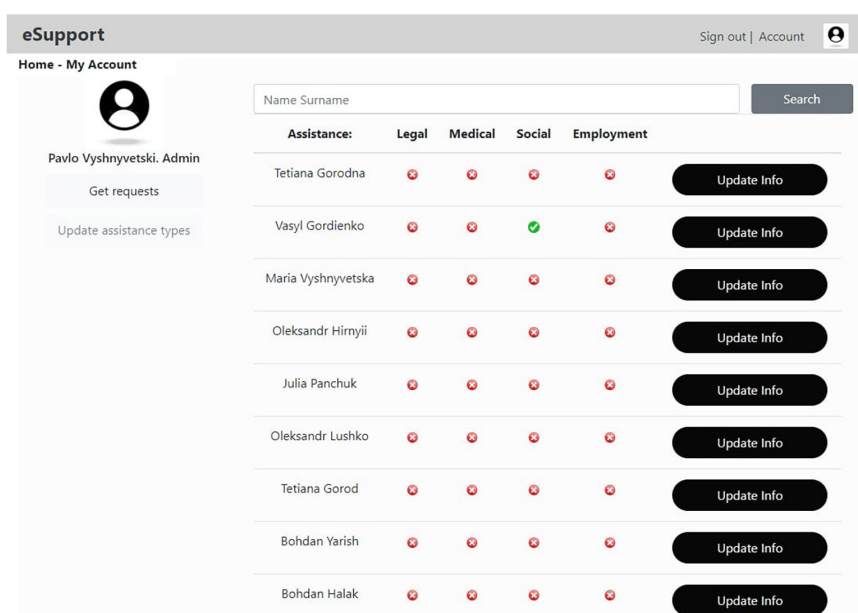 eSupport
Sign out | Account
Home - My Account
Pavlo Vyshnyvetski. Admin
Get requests
Update assistance types
Name Surname
Search
Assistance: Legal Medical Social Employment
Tetiana Gorodna Update Info
Vasyl Gordienko Update Info
Maria Vyshnyvetska Update Info
Oleksandr Hirnyii Update Info
Julia Panchuk Update Info
Oleksandr Lushko Update Info
Tetiana Gorod Update Info
Bohdan Yarish Update Info
Bohdan Halak Update Info